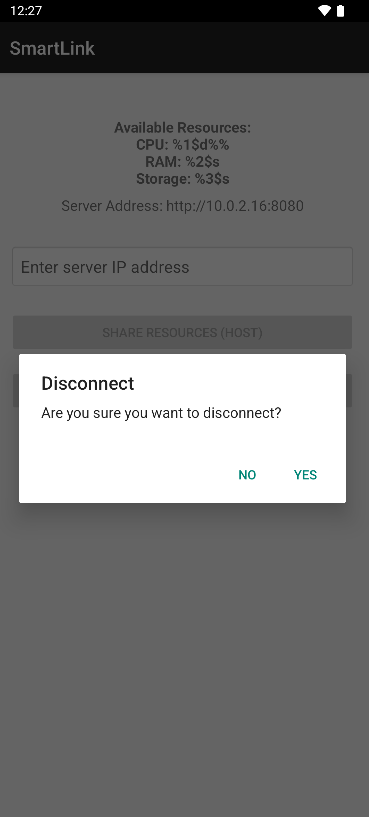 12:27
SmartLink
Available Resources:
CPU: %1$d%%
RAM: %2$s
Storage: %3$s
Server Address: http://10.0.2.16:8080
Enter server IP address
SHARE RESOURCES (HOST)
Disconnect
Are you sure you want to disconnect?
NO YES